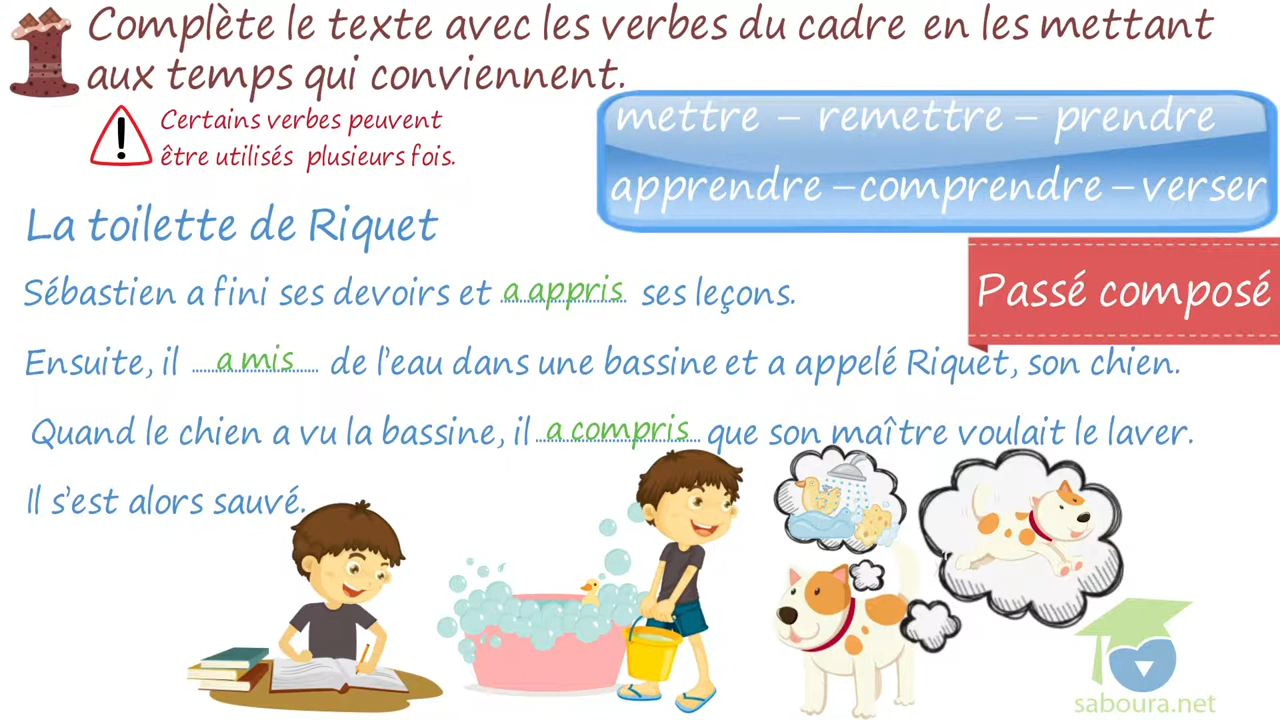 Complète le texte avec les verbes du cadre en les mettant
aux temps qui conviennent.
Certains verbes peuvent
être utilisés plusieurs fois.
mettre – remettre – prendre
apprendre – comprendre – verser
La toilette de Riquet
Passé composé
Sébastien a fini ses devoirs et a appris ses leçons.
Ensuite, il a mis de l'eau dans une bassine et a appelé Riquet, son chien.
Quand le chien a vu la bassine, il a compris que son maître voulait le laver.
Il s'est alors sauvé.
saboura.net